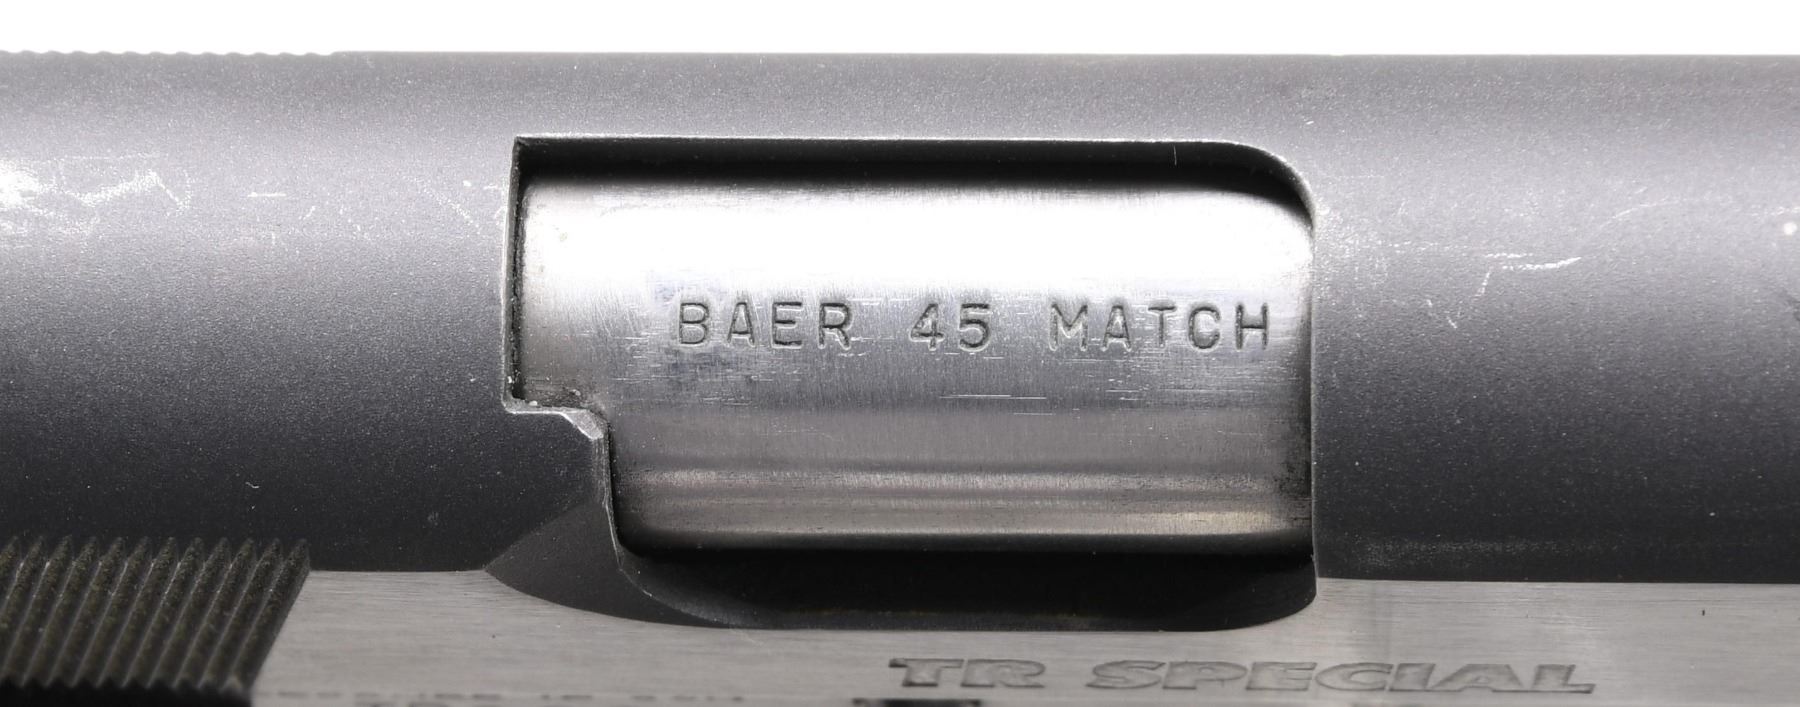 BAER 45 MATCH
TR SPECIAL